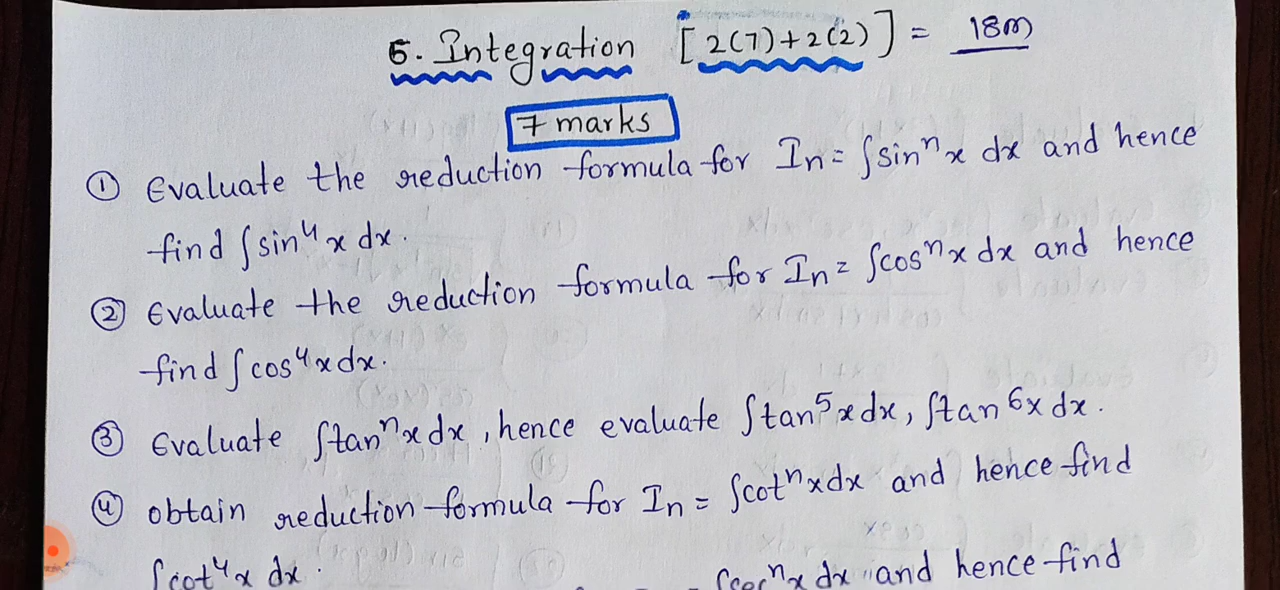 5. Integration [2(7)+2(2)] = 18m
7 marks
① Evaluate the reduction formula for Iₙ = ∫sinⁿx dx and hence
find ∫sin⁴x dx.
② Evaluate the reduction formula for Iₙ = ∫cosⁿx dx and hence
find ∫cos⁴x dx.
③ Evaluate ∫tanⁿx dx, hence evaluate ∫tan⁵x dx, ∫tan⁶x dx.
④ obtain reduction formula for Iₙ = ∫cotⁿx dx and hence find
∫cot⁴x dx.
dx and hence find